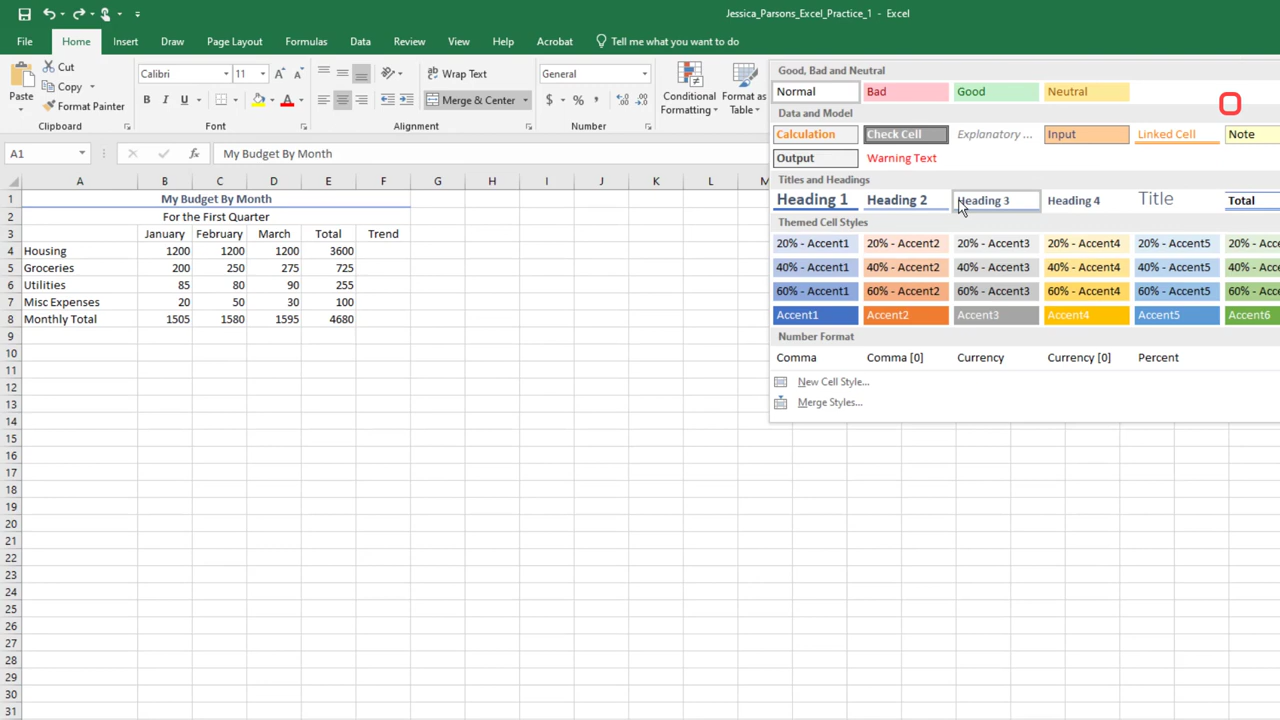 Jessica_Parsons_Excel_Practice_1 - Excel
File Home Insert Draw Page Layout Formulas Data Review View Help Acrobat Tell me what you want to do
Paste
Cut
Copy
Format Painter
Clipboard
Calibri 11
B I U
Font
Wrap Text
Merge & Center
Alignment
General
$ % ,
Number
Conditional Formatting
Format as Table
A1 fx My Budget By Month
A B C D E F G H I J K L M
1 My Budget By Month
2 For the First Quarter
3 January February March Total Trend
4 Housing 1200 1200 1200 3600
5 Groceries 200 250 275 725
6 Utilities 85 80 90 255
7 Misc Expenses 20 50 30 100
8 Monthly Total 1505 1580 1595 4680
9
10
11
12
13
14
15
16
17
18
19
20
21
22
23
24
25
26
27
28
29
30
31
Good, Bad and Neutral
Normal Bad Good Neutral
Data and Model
Calculation Check Cell Explanatory ... Input Linked Cell Note
Output Warning Text
Titles and Headings
Heading 1 Heading 2 Heading 3 Heading 4 Title Total
Themed Cell Styles
20% - Accent1 20% - Accent2 20% - Accent3 20% - Accent4 20% - Accent5 20% - Acce
40% - Accent1 40% - Accent2 40% - Accent3 40% - Accent4 40% - Accent5 40% - Acce
60% - Accent1 60% - Accent2 60% - Accent3 60% - Accent4 60% - Accent5 60% - Acce
Accent1 Accent2 Accent3 Accent4 Accent5 Accent6
Number Format
Comma Comma [0] Currency Currency [0] Percent
New Cell Style...
Merge Styles...